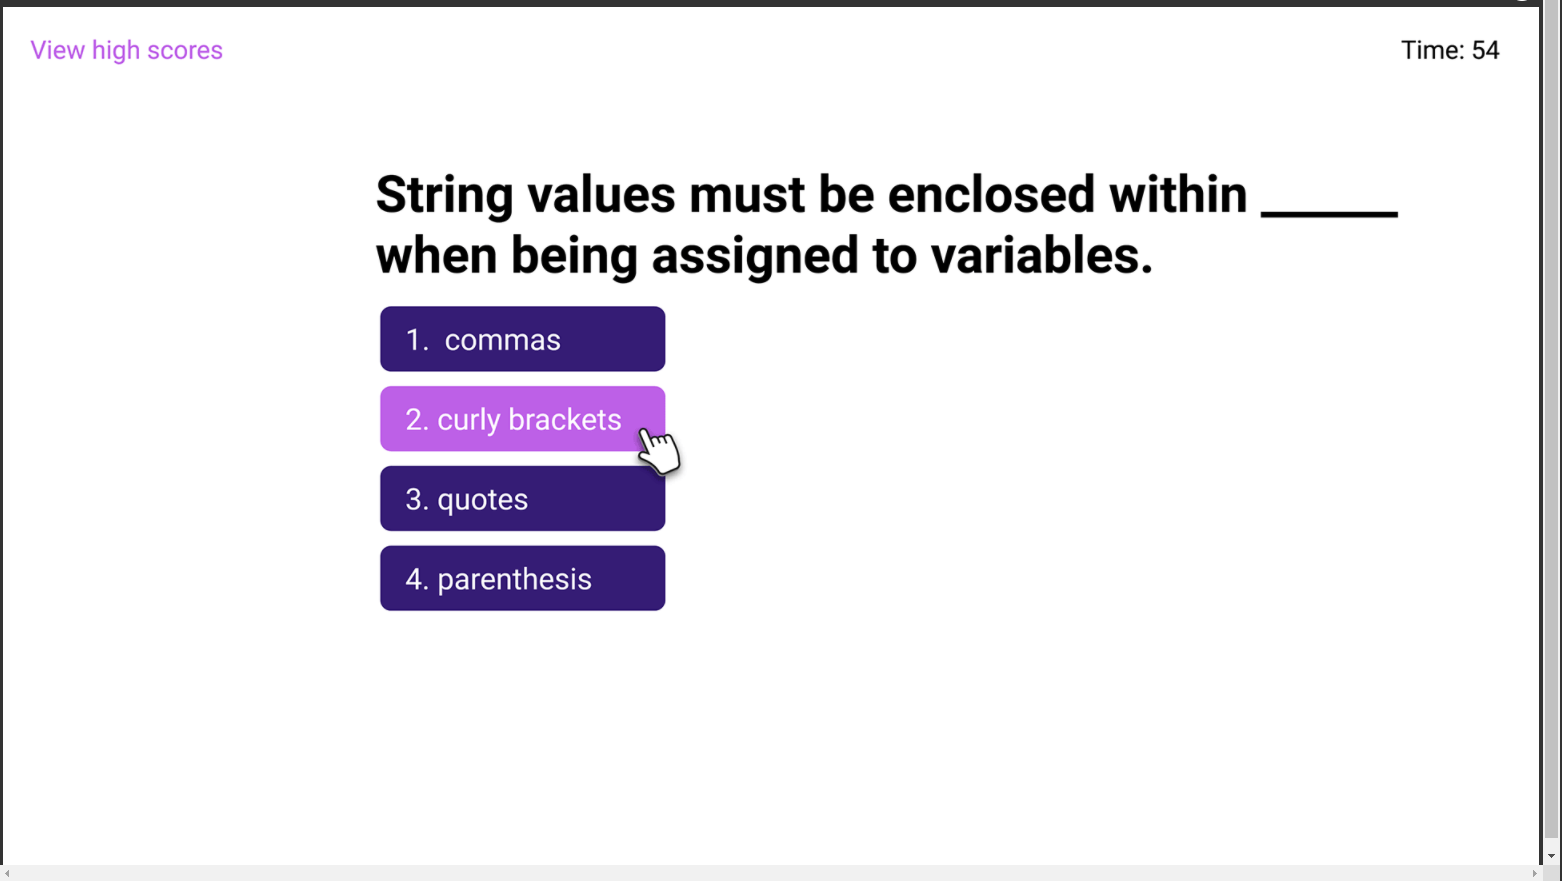 View high scores
Time: 54
String values must be enclosed within ______
when being assigned to variables.
1. commas
2. curly brackets
3. quotes
4. parenthesis